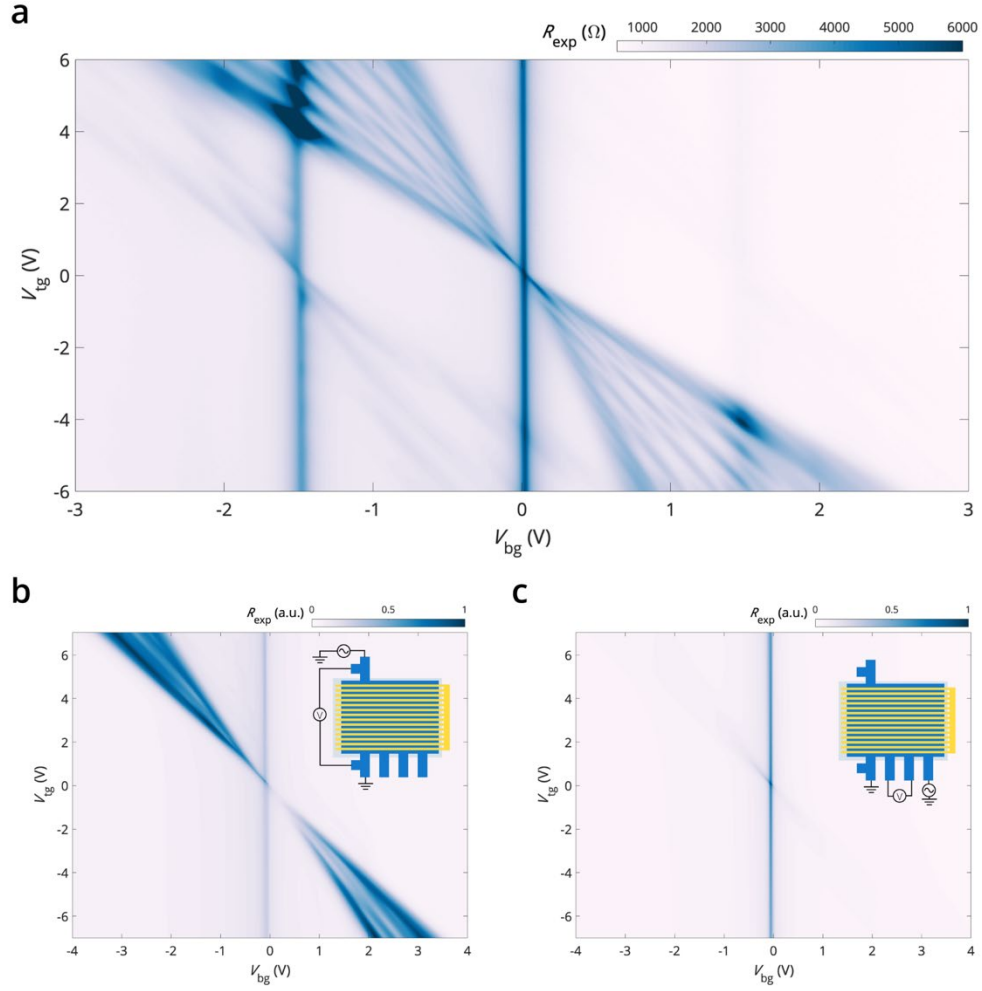 a
R_exp (Ω) 1000 2000 3000 4000 5000 6000
6
4
2
0
-2
-4
-6
V_tg (V)
-3 -2 -1 0 1 2 3
V_bg (V)
b
R_exp (a.u.) 0 0.5 1
6
4
2
0
-2
-4
-6
V_tg (V)
V
-4 -3 -2 -1 0 1 2 3 4
V_bg (V)
c
R_exp (a.u.) 0 0.5 1
6
4
2
0
-2
-4
-6
V_tg (V)
V
-4 -3 -2 -1 0 1 2 3 4
V_bg (V)